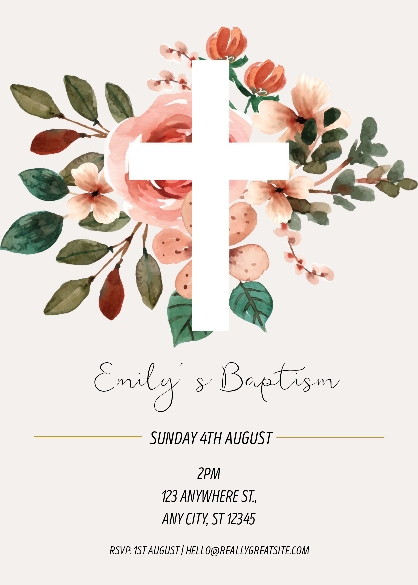 Emily's Baptism
SUNDAY 4TH AUGUST
2PM
123 ANYWHERE ST.,
ANY CITY, ST 12345
RSVP: 1ST AUGUST | HELLO@REALLYGREATSITE.COM